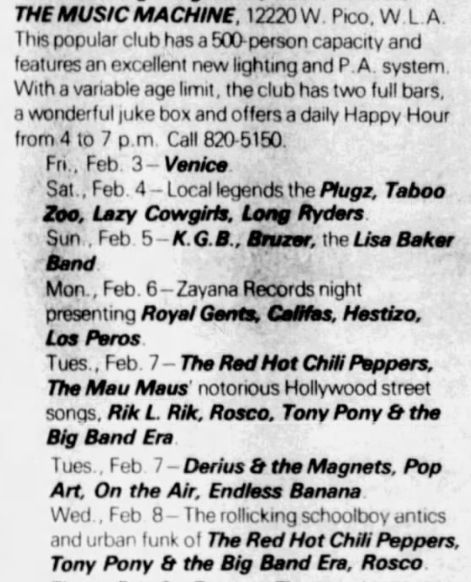 THE MUSIC MACHINE, 12220 W. Pico, W.L.A.
This popular club has a 500-person capacity and
features an excellent new lighting and P.A. system.
With a variable age limit, the club has two full bars,
a wonderful juke box and offers a daily Happy Hour
from 4 to 7 p.m. Call 820-5150.
Fri., Feb. 3–Venice.
Sat., Feb. 4–Local legends the Plugz, Taboo
Zoo, Lazy Cowgirls, Long Ryders.
Sun., Feb. 5–K.G.B., Bruzer, the Lisa Baker
Band.
Mon., Feb. 6–Zayana Records night
presenting Royal Gents, Califas, Hestizo,
Los Peros.
Tues., Feb. 7–The Red Hot Chili Peppers,
The Mau Maus' notorious Hollywood street
songs, Rik L. Rik, Rosco, Tony Pony & the
Big Band Era.
Tues., Feb. 7–Derius & the Magnets, Pop
Art, On the Air, Endless Banana.
Wed., Feb. 8–The rollicking schoolboy antics
and urban funk of The Red Hot Chili Peppers,
Tony Pony & the Big Band Era, Rosco.